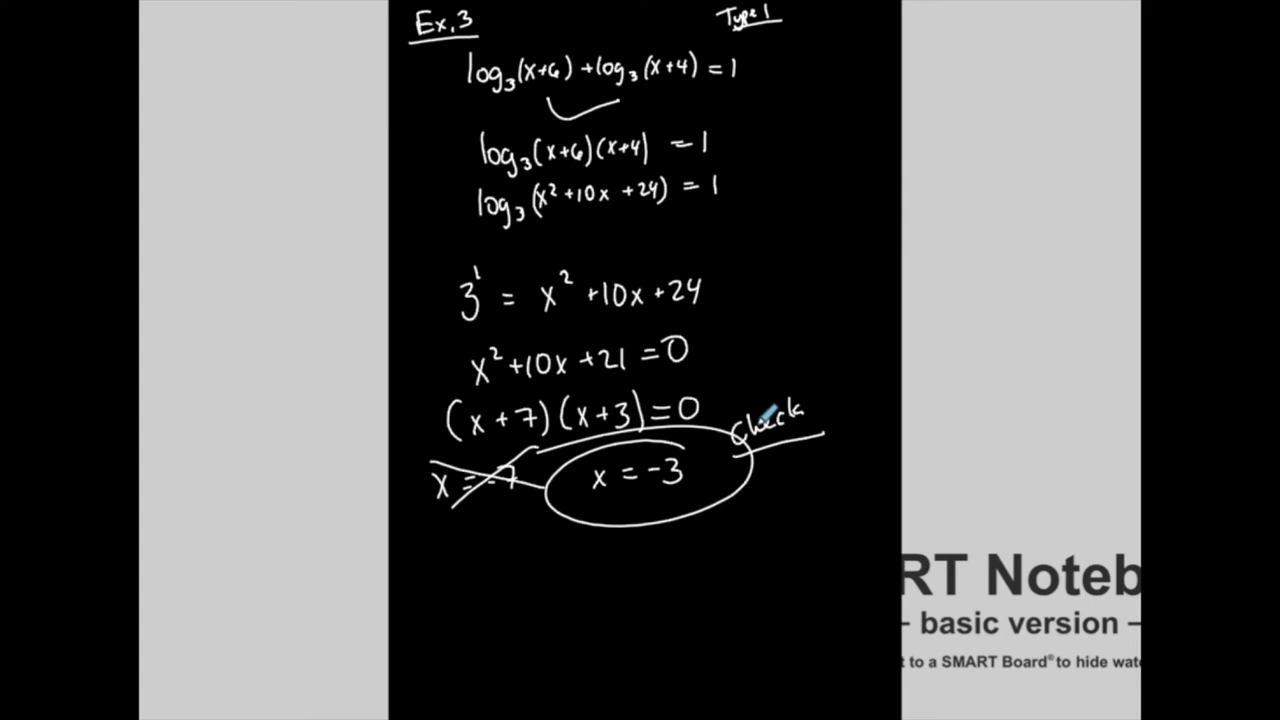 Ex. 3
Type 1
log₃(x+6) + log₃(x+4) = 1
log₃(x+6)(x+4) = 1
log₃(x² + 10x + 24) = 1
3¹ = x² + 10x + 24
x² + 10x + 21 = 0
(x + 7)(x + 3) = 0
Check
x = -7
x = -3
RT Noteb
– basic version –
t to a SMART Board® to hide wate